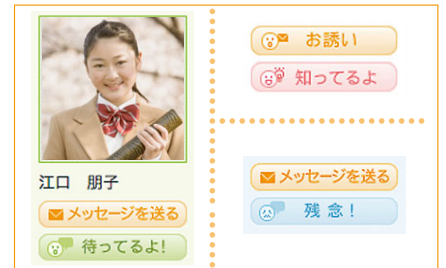 江口　朋子
メッセージを送る
待ってるよ!
お誘い
知ってるよ
メッセージを送る
残念!